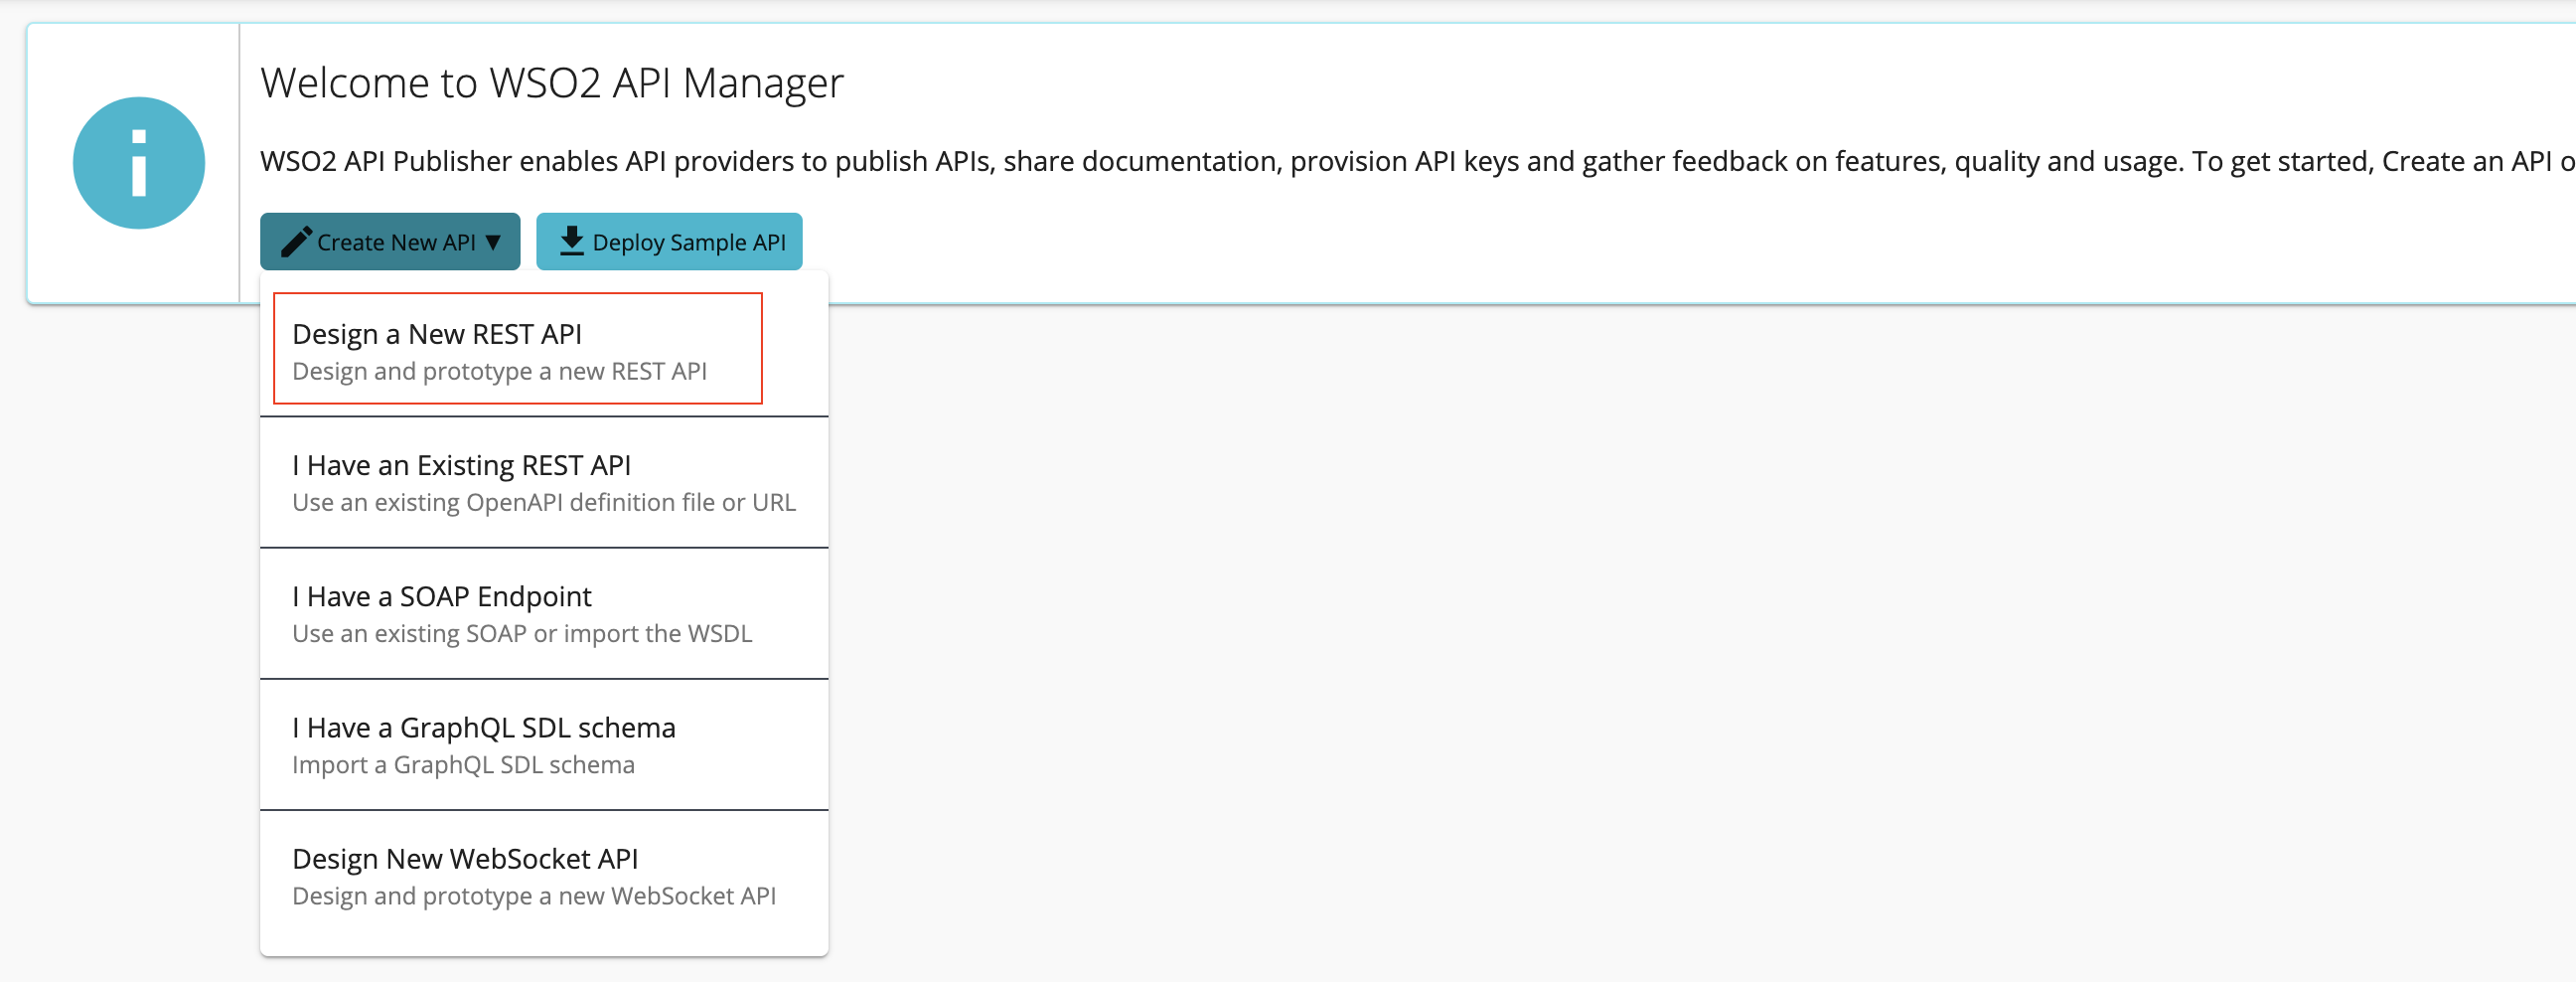 Welcome to WSO2 API Manager
WSO2 API Publisher enables API providers to publish APIs, share documentation, provision API keys and gather feedback on features, quality and usage. To get started, Create an API o
Create New API ▼
Deploy Sample API
Design a New REST API
Design and prototype a new REST API
I Have an Existing REST API
Use an existing OpenAPI definition file or URL
I Have a SOAP Endpoint
Use an existing SOAP or import the WSDL
I Have a GraphQL SDL schema
Import a GraphQL SDL schema
Design New WebSocket API
Design and prototype a new WebSocket API